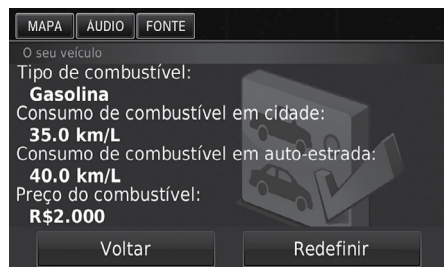 MAPA ÁUDIO FONTE
O seu veículo
Tipo de combustível:
Gasolina
Consumo de combustível em cidade:
35.0 km/L
Consumo de combustível em auto-estrada:
40.0 km/L
Preço do combustível:
R$2.000
Voltar Redefinir